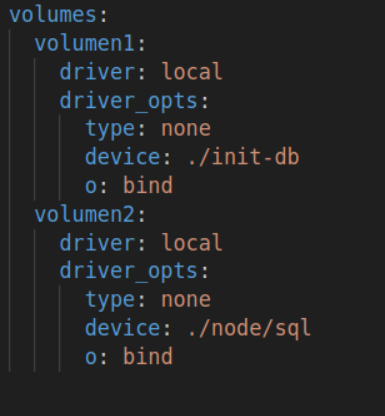 volumes:
  volumen1:
    driver: local
    driver_opts:
      type: none
      device: ./init-db
      o: bind
  volumen2:
    driver: local
    driver_opts:
      type: none
      device: ./node/sql
      o: bind